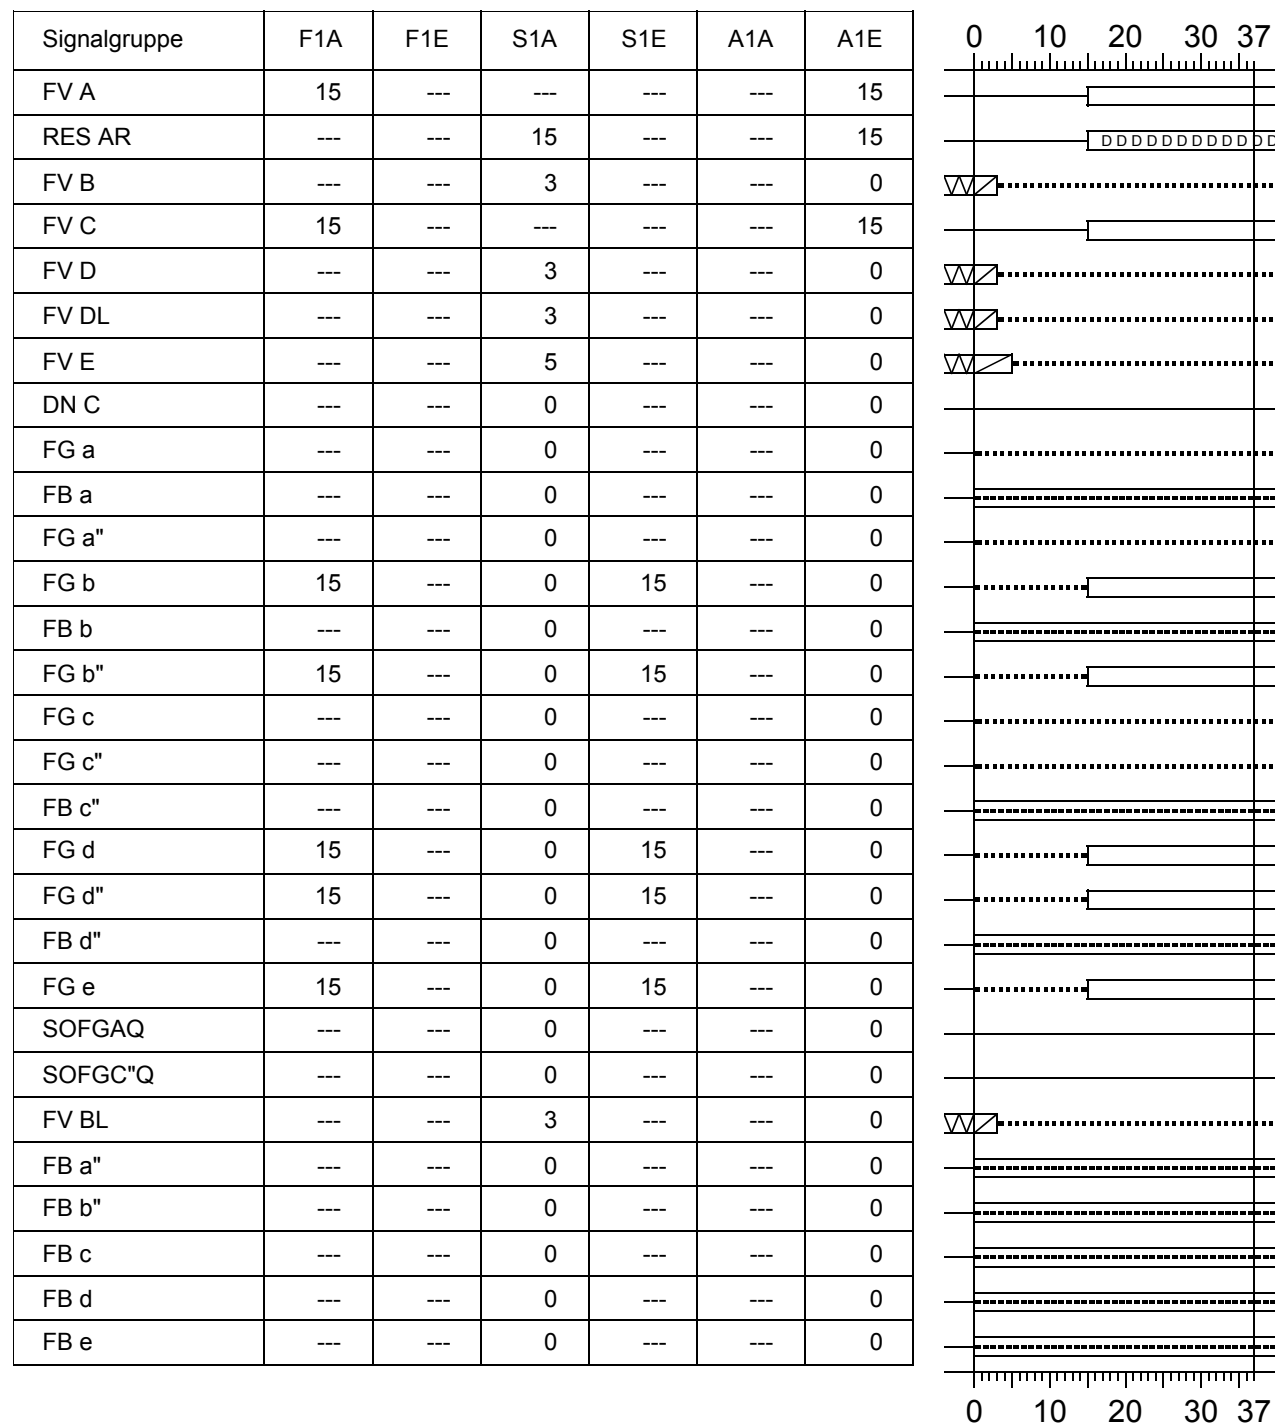 Signalgruppe F1A F1E S1A S1E A1A A1E 0 10 20 30 37
FV A 15 --- --- --- --- 15
RES AR --- --- 15 --- --- 15 D D D D D D D D D D D D
FV B --- --- 3 --- --- 0
FV C 15 --- --- --- --- 15
FV D --- --- 3 --- --- 0
FV DL --- --- 3 --- --- 0
FV E --- --- 5 --- --- 0
DN C --- --- 0 --- --- 0
FG a --- --- 0 --- --- 0
FB a --- --- 0 --- --- 0
FG a" --- --- 0 --- --- 0
FG b 15 --- 0 15 --- 0
FB b --- --- 0 --- --- 0
FG b" 15 --- 0 15 --- 0
FG c --- --- 0 --- --- 0
FG c" --- --- 0 --- --- 0
FB c" --- --- 0 --- --- 0
FG d 15 --- 0 15 --- 0
FG d" 15 --- 0 15 --- 0
FB d" --- --- 0 --- --- 0
FG e 15 --- 0 15 --- 0
SOFGAQ --- --- 0 --- --- 0
SOFGC"Q --- --- 0 --- --- 0
FV BL --- --- 3 --- --- 0
FB a" --- --- 0 --- --- 0
FB b" --- --- 0 --- --- 0
FB c --- --- 0 --- --- 0
FB d --- --- 0 --- --- 0
FB e --- --- 0 --- --- 0
0 10 20 30 37